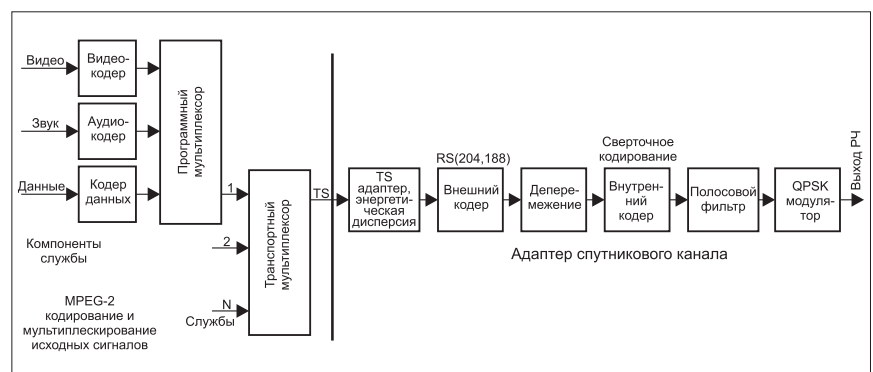 Видео
Видео-
кодер
Звук
Аудио-
кодер
Данные
Кодер
данных
Программный
мультиплексор
Компоненты
службы
1
2
N
Службы
Транспортный
мультиплексор
MPEG-2
кодирование и
мультиплескирование
исходных сигналов
TS
TS
адаптер,
энергети-
ческая
дисперсия
RS(204,188)
Внешний
кодер
Депере-
межение
Сверточное
кодирование
Внутрен-
ний
кодер
Полосовой
фильтр
QPSK
модуля-
тор
Выход РЧ
Адаптер спутникового канала